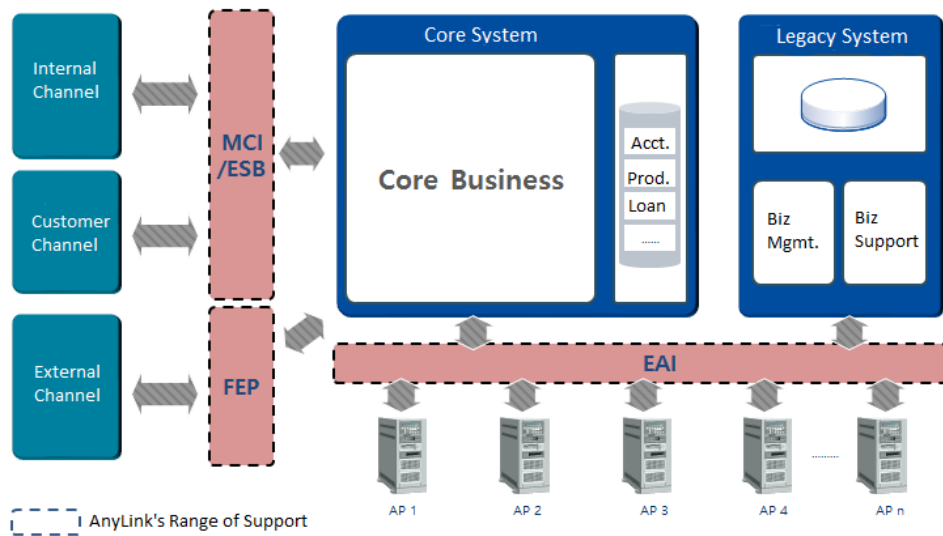 Internal
Channel
Customer
Channel
External
Channel
MCI
/ESB
FEP
Core System
Core Business
Acct.
Prod.
Loan
......
Legacy System
Biz
Mgmt.
Biz
Support
EAI
AP 1
AP 2
AP 3
AP 4
.........
AP n
AnyLink's Range of Support